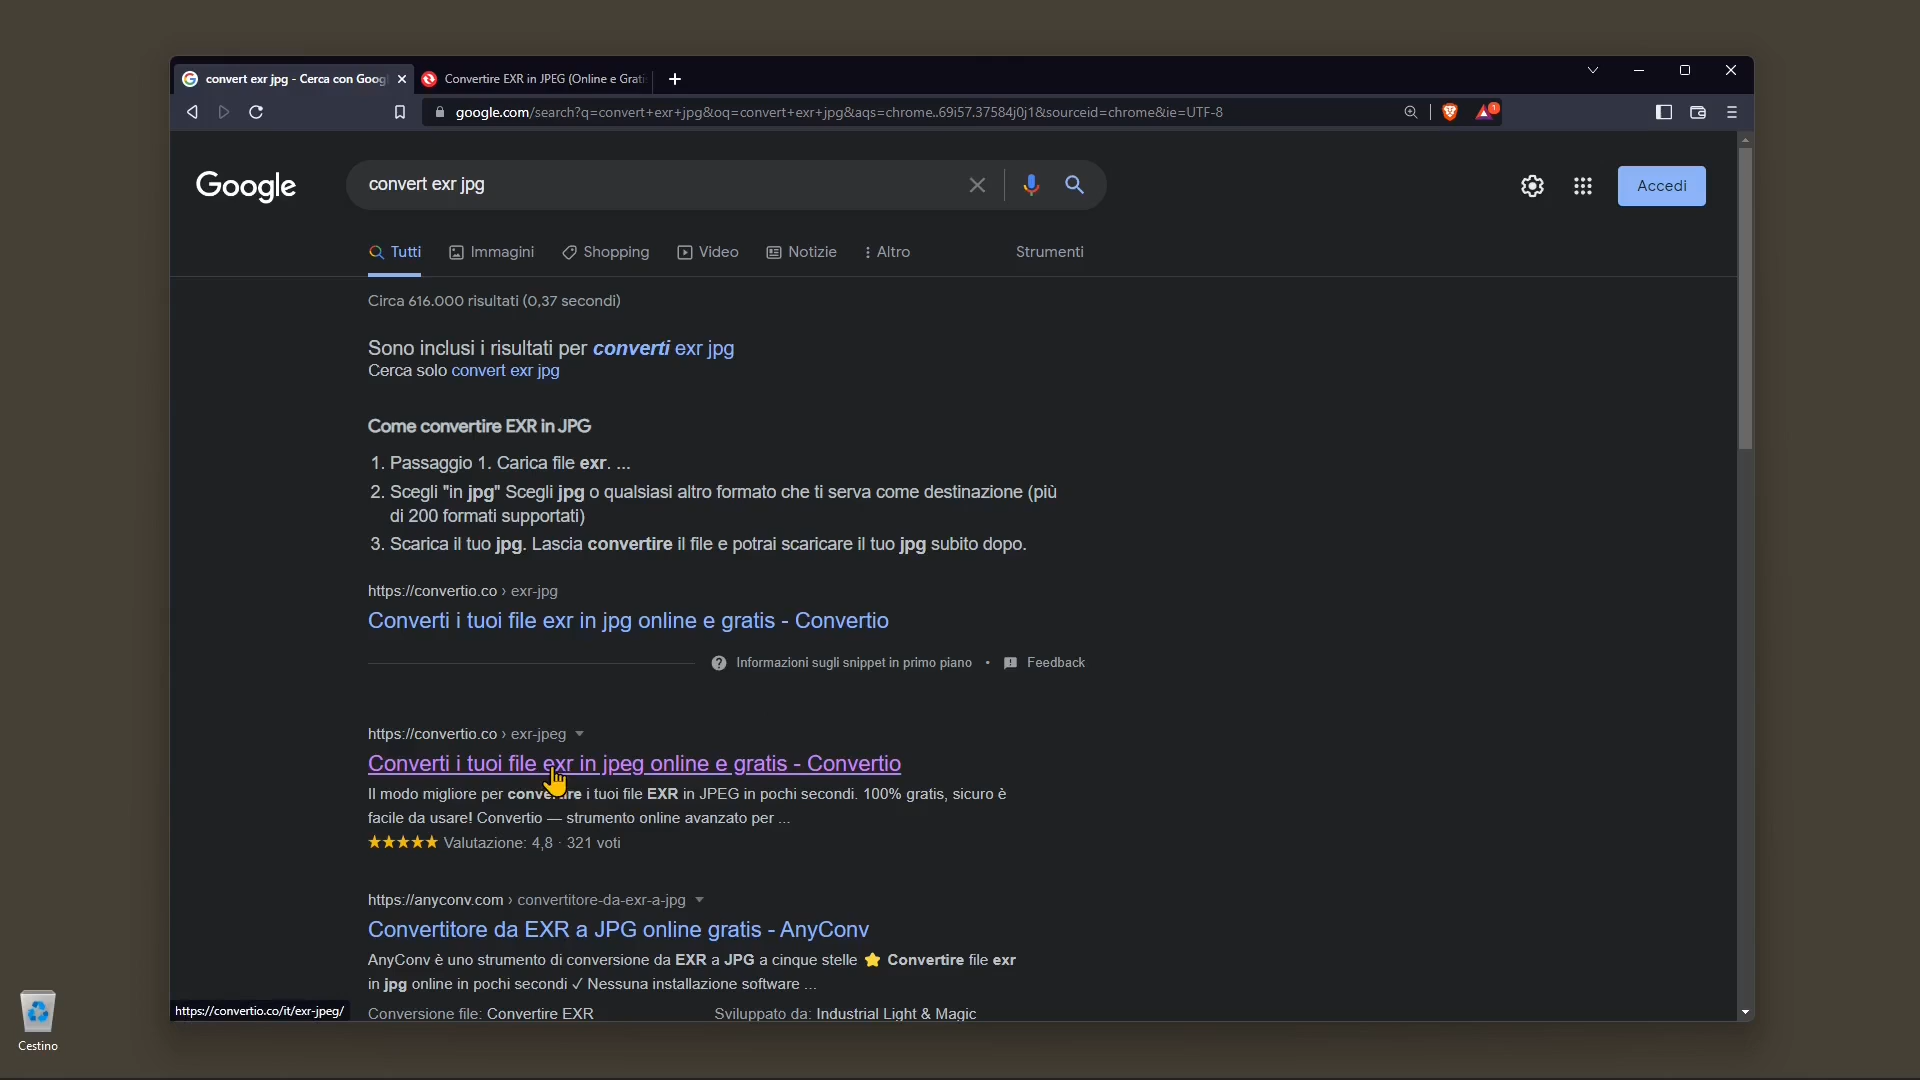 convert exr jpg - Cerca con Goog
Convertire EXR in JPEG (Online e Grati
google.com/search?q=convert+exr+jpg&oq=convert+exr+jpg&aqs=chrome..69i57.37584j0j1&sourceid=chrome&ie=UTF-8
1
Google
convert exr jpg
Accedi
Tutti
Immagini
Shopping
Video
Notizie
Altro
Strumenti
Circa 616.000 risultati (0,37 secondi)
Sono inclusi i risultati per converti exr jpg
Cerca solo convert exr jpg
Come convertire EXR in JPG
1. Passaggio 1. Carica file exr. ...
2. Scegli "in jpg" Scegli jpg o qualsiasi altro formato che ti serva come destinazione (più
di 200 formati supportati)
3. Scarica il tuo jpg. Lascia convertire il file e potrai scaricare il tuo jpg subito dopo.
https://convertio.co › exr-jpg
Converti i tuoi file exr in jpg online e gratis - Convertio
Informazioni sugli snippet in primo piano • Feedback
https://convertio.co › exr-jpeg
Converti i tuoi file exr in jpeg online e gratis - Convertio
Il modo migliore per convertire i tuoi file EXR in JPEG in pochi secondi. 100% gratis, sicuro è
facile da usare! Convertio — strumento online avanzato per ...
★★★★★ Valutazione: 4,8 · 321 voti
https://anyconv.com › convertitore-da-exr-a-jpg
Convertitore da EXR a JPG online gratis - AnyConv
AnyConv è uno strumento di conversione da EXR a JPG a cinque stelle ⭐ Convertire file exr
in jpg online in pochi secondi ✓ Nessuna installazione software ...
Conversione file: Convertire EXR
Sviluppato da: Industrial Light & Magic
https://convertio.co/it/exr-jpeg/
Cestino